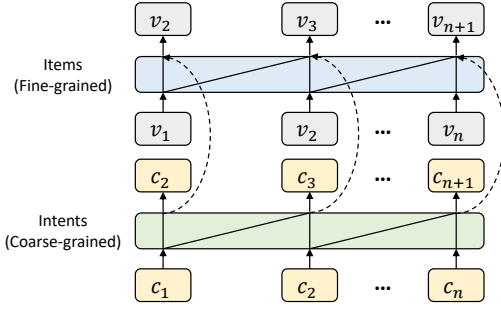 v₂ v₃ ... vₙ₊₁
Items
(Fine-grained)
v₁ v₂ ... vₙ
c₂ c₃ ... cₙ₊₁
Intents
(Coarse-grained)
c₁ c₂ ... cₙ